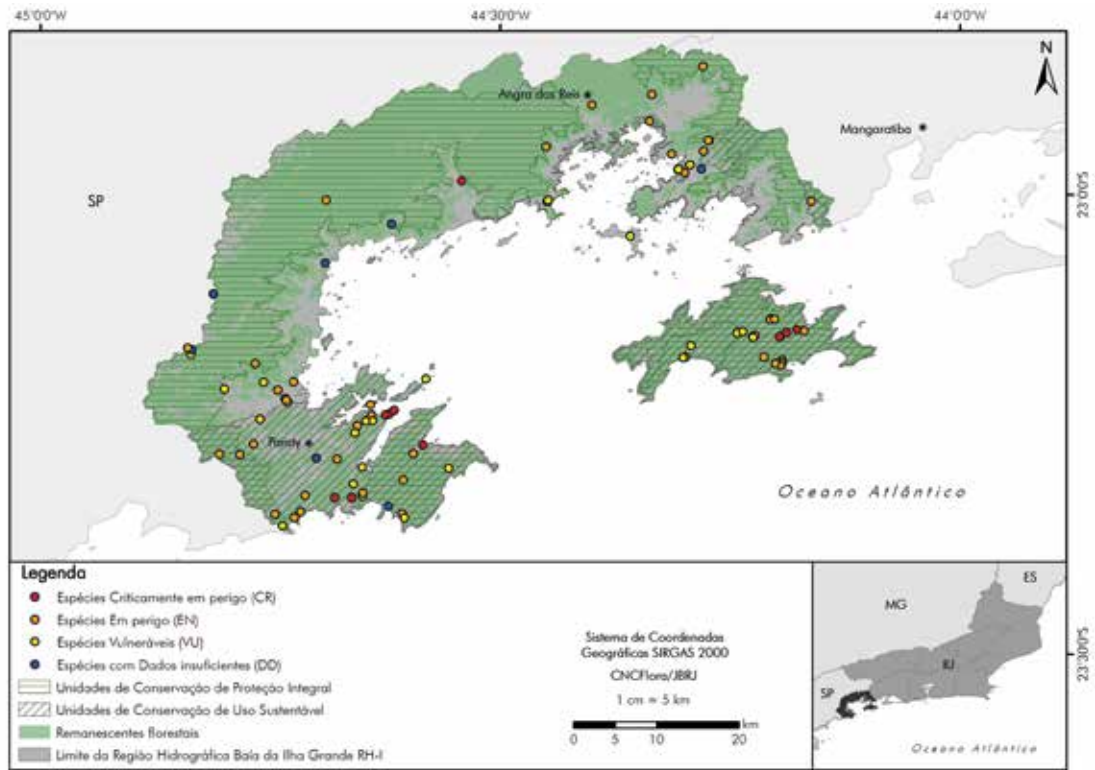 45°0'0"W
44°30'0"W
44°0'0"W
N
Angra dos Reis
Mangaratiba
SP
23°0'0"S
Paraty
Oceano Atlântico
Legenda
Espécies Criticamente em perigo (CR)
Espécies Em perigo (EN)
Espécies Vulneráveis (VU)
Espécies com Dados insuficientes (DD)
Unidades de Conservação de Proteção Integral
Unidades de Conservação de Uso Sustentável
Remanescentes florestais
Limite da Região Hidrográfica Baía da Ilha Grande RH-I
Sistema de Coordenadas
Geográficas SIRGAS 2000
CNCFlora/JBRJ
1 cm = 5 km
km
0 5 10 20
ES
MG
RJ
SP
Oceano Atlântico
23°30'0"S